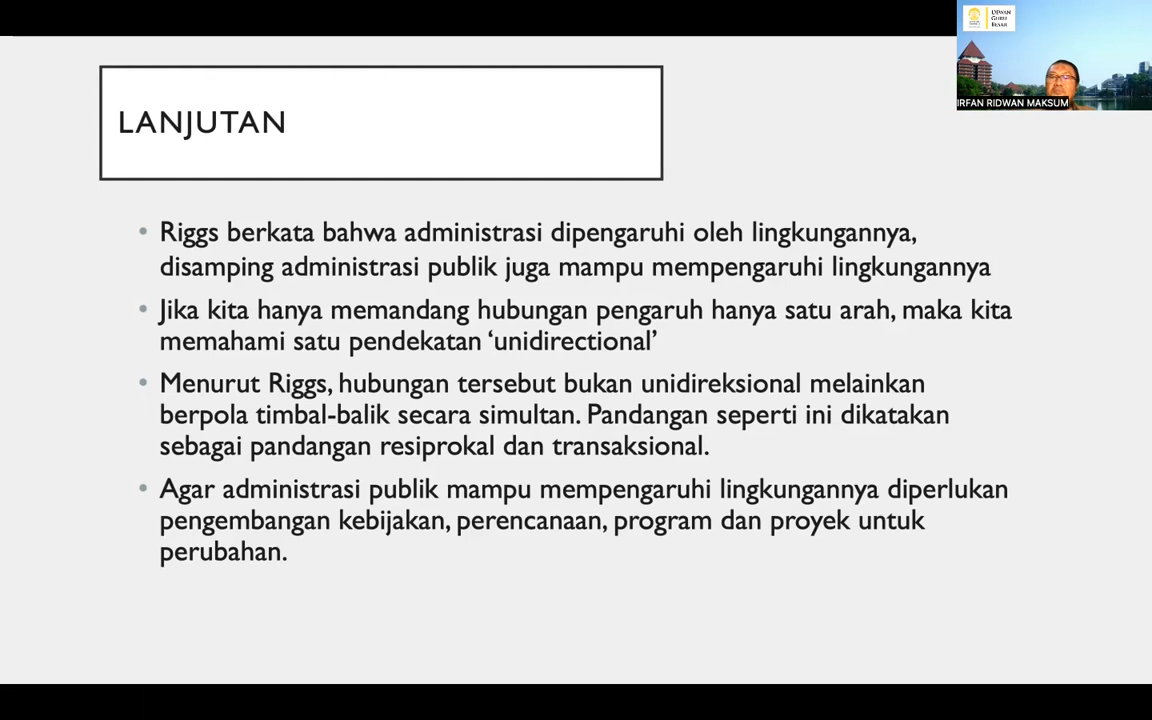 DEWAN
GURU
BESAR
IRFAN RIDWAN MAKSUM
LANJUTAN
• Riggs berkata bahwa administrasi dipengaruhi oleh lingkungannya,
disamping administrasi publik juga mampu mempengaruhi lingkungannya
• Jika kita hanya memandang hubungan pengaruh hanya satu arah, maka kita
memahami satu pendekatan ‘unidirectional’
• Menurut Riggs, hubungan tersebut bukan unidireksional melainkan
berpola timbal-balik secara simultan. Pandangan seperti ini dikatakan
sebagai pandangan resiprokal dan transaksional.
• Agar administrasi publik mampu mempengaruhi lingkungannya diperlukan
pengembangan kebijakan, perencanaan, program dan proyek untuk
perubahan.